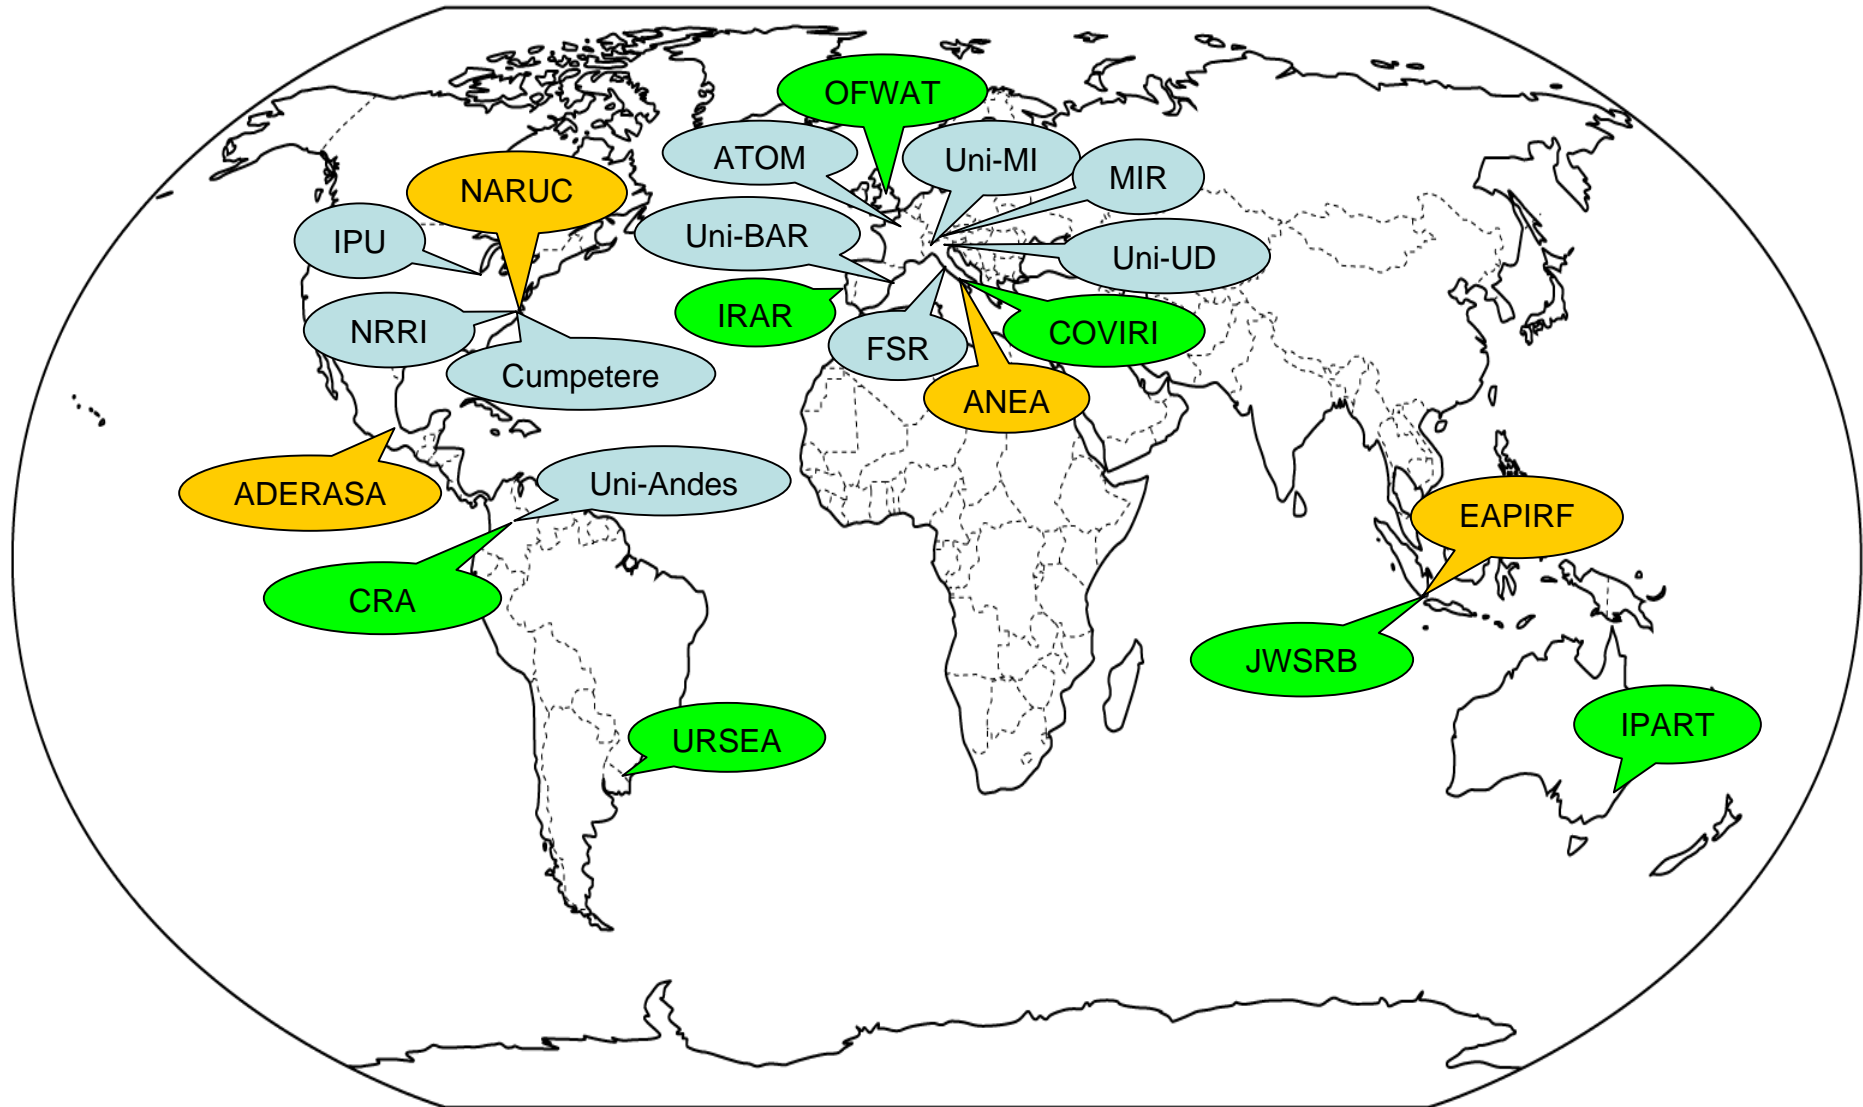 OFWAT
ATOM
Uni-MI
MIR
NARUC
IPU
Uni-BAR
Uni-UD
IRAR
NRRI
FSR
COVIRI
Cumpetere
ANEA
ADERASA
Uni-Andes
EAPIRF
CRA
JWSRB
URSEA
IPART